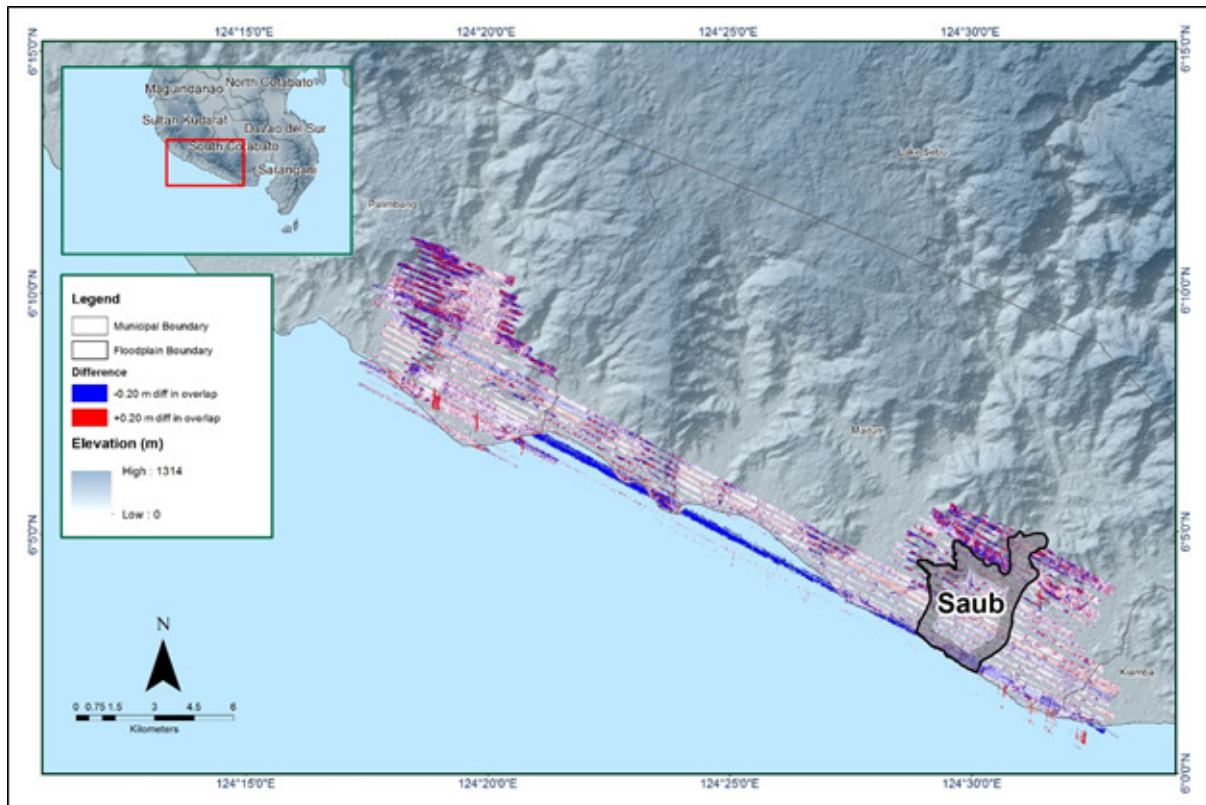 124°15'0"E
124°20'0"E
124°25'0"E
124°30'0"E
6°15'0"N
6°15'0"N
North Cotabato
Maguindanao
Sultan Kudarat
Davao del Sur
South Cotabato
Sarangani
Lake Sebu
Palimbang
6°10'0"N
6°10'0"N
Legend
Municipal Boundary
Floodplain Boundary
Difference
-0.20 m diff in overlap
+0.20 m diff in overlap
Elevation (m)
High : 1314
Low : 0
Maitum
6°5'0"N
6°5'0"N
Saub
Kiamba
N
0 0.75 1.5 3 4.5 6
Kilometers
6°0'0"N
124°15'0"E
124°20'0"E
124°25'0"E
124°30'0"E